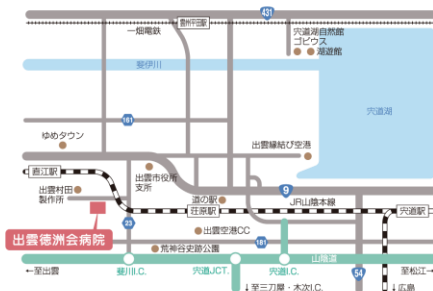 431
一畑電鉄
雲州平田駅
宍道湖自然館
ゴビウス
湖遊館
斐伊川
宍道湖
161
ゆめタウン
出雲縁結び空港
出雲市役所
支所
直江駅
出雲村田
製作所
道の駅
荘原駅
9
JR山陰本線
宍道駅
23
出雲徳洲会病院
出雲空港CC
荒神谷史跡公園
181
山陰道
←至出雲
斐川I.C.
宍道JCT.
宍道I.C.
54
至松江→
↓至三刀屋・木次I.C.
↓広島